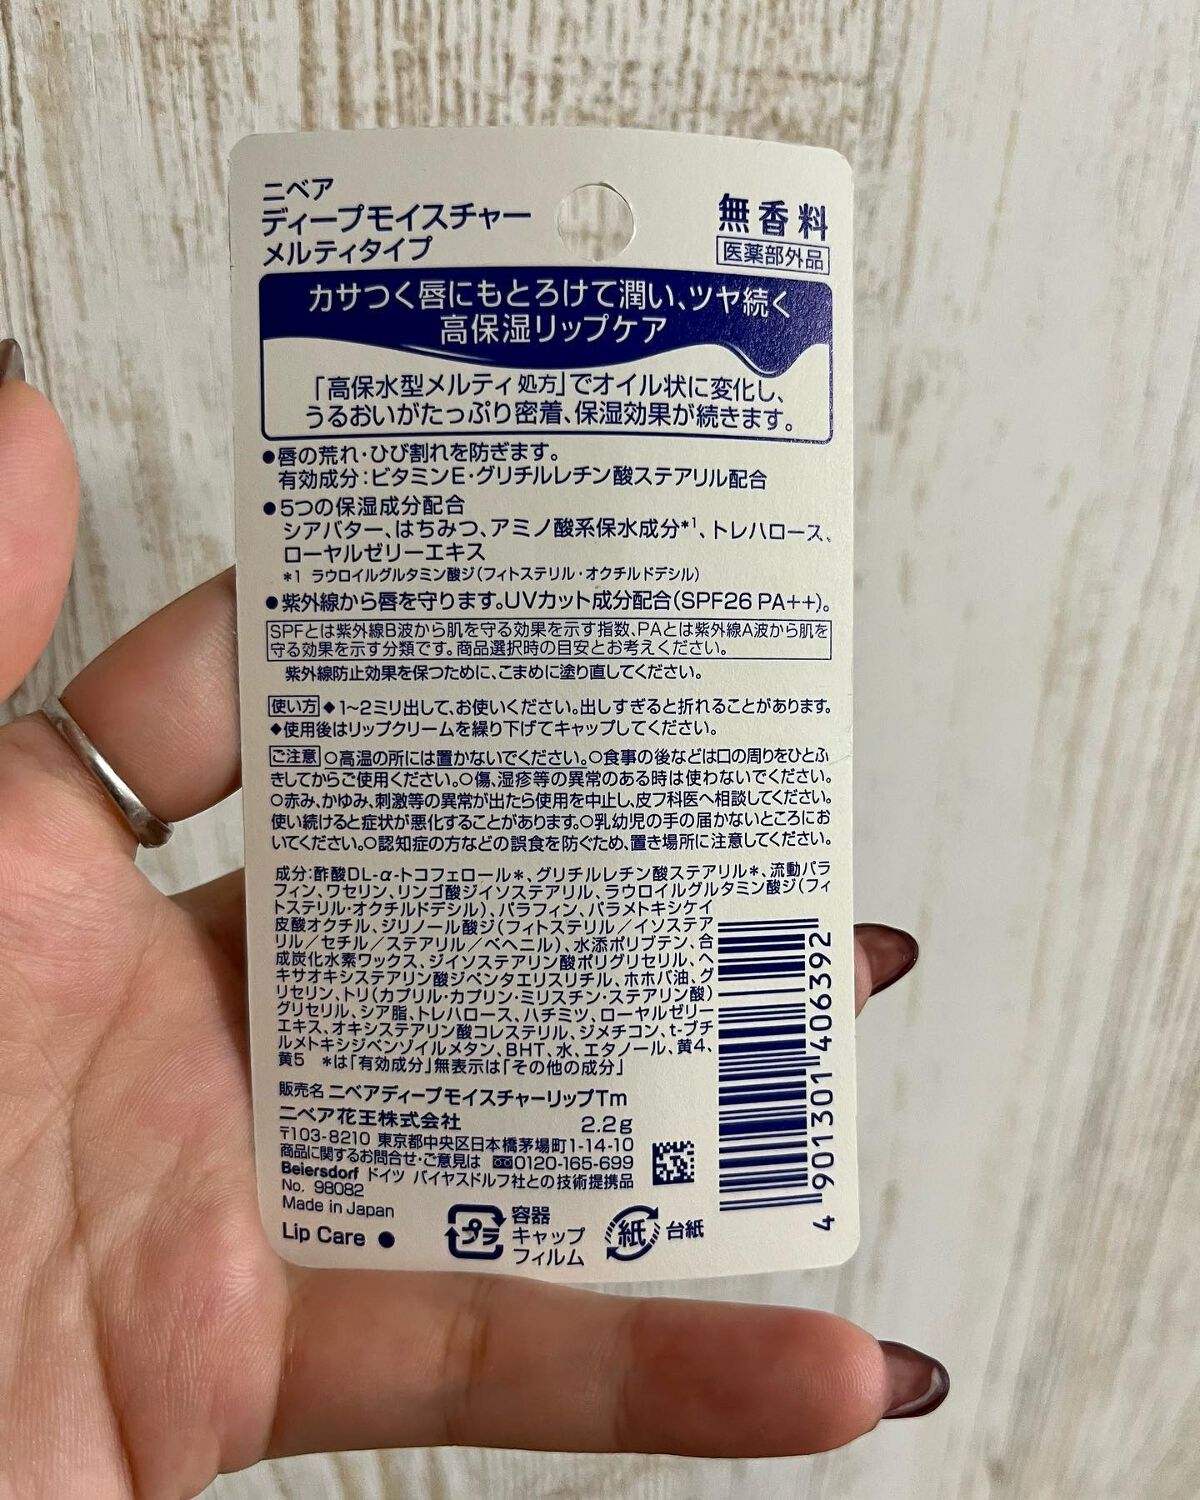 ニベア
ディープモイスチャー
メルティタイプ
無香料
医薬部外品
カサつく唇にもとろけて潤い、ツヤ続く
高保湿リップケア
「高保水型メルティ処方」でオイル状に変化し、
うるおいがたっぷり密着、保湿効果が続きます。
●唇の荒れ・ひび割れを防ぎます。
有効成分：ビタミンE・グリチルレチン酸ステアリル配合
●5つの保湿成分配合
シアバター、はちみつ、アミノ酸系保水成分*1、トレハロース、
ローヤルゼリーエキス
*1 ラウロイルグルタミン酸ジ(フィトステリル・オクチルドデシル)
●紫外線から唇を守ります。UVカット成分配合(SPF26 PA++)。
SPFとは紫外線B波から肌を守る効果を示す指数、PAとは紫外線A波から肌を
守る効果を示す分類です。商品選択時の目安とお考えください。
紫外線防止効果を保つために、こまめに塗り直してください。
使い方 ◆1〜2ミリ出して、お使いください。出しすぎると折れることがあります。
◆使用後はリップクリームを繰り下げてキャップしてください。
ご注意 ○高温の所には置かないでください。○食事の後などは口の周りをひとふ
きしてからご使用ください。○傷、湿疹等の異常のある時は使わないでください。
○赤み、かゆみ、刺激等の異常が出たら使用を中止し、皮フ科医へ相談してください。
使い続けると症状が悪化することがあります。○乳幼児の手の届かないところにお
いてください。○認知症の方などの誤食を防ぐため、置き場所に注意してください。
成分：酢酸DL-α-トコフェロール＊、グリチルレチン酸ステアリル＊、流動パラ
フィン、ワセリン、リンゴ酸ジイソステアリル、ラウロイルグルタミン酸ジ(フィ
トステリル・オクチルドデシル)、パラフィン、パラメトキシケイ
皮酸オクチル、ジリノール酸ジ(フィトステリル／イソステア
リル／セチル／ステアリル／ベヘニル)、水添ポリブテン、合
成炭化水素ワックス、ジイソステアリン酸ポリグリセリル、ヘ
キサオキシステアリン酸ジペンタエリスリチル、ホホバ油、グ
リセリン、トリ(カプリル・カプリン・ミリスチン・ステアリン酸)
グリセリル、シア脂、トレハロース、ハチミツ、ローヤルゼリー
エキス、オキシステアリン酸コレステリル、ジメチコン、t-ブチ
ルメトキシジベンゾイルメタン、BHT、水、エタノール、黄4、
黄5 ＊は「有効成分」無表示は「その他の成分」
販売名 ニベアディープモイスチャーリップTm
ニベア花王株式会社 2.2g
〒103-8210 東京都中央区日本橋茅場町1-14-10
商品に関するお問合せ・ご意見は 0120-165-699
Beiersdorf ドイツ バイヤスドルフ社との技術提携品
No. 98082
Made in Japan
Lip Care ●
プラ
容器
キャップ
フィルム
紙
台紙
4 901301 406392